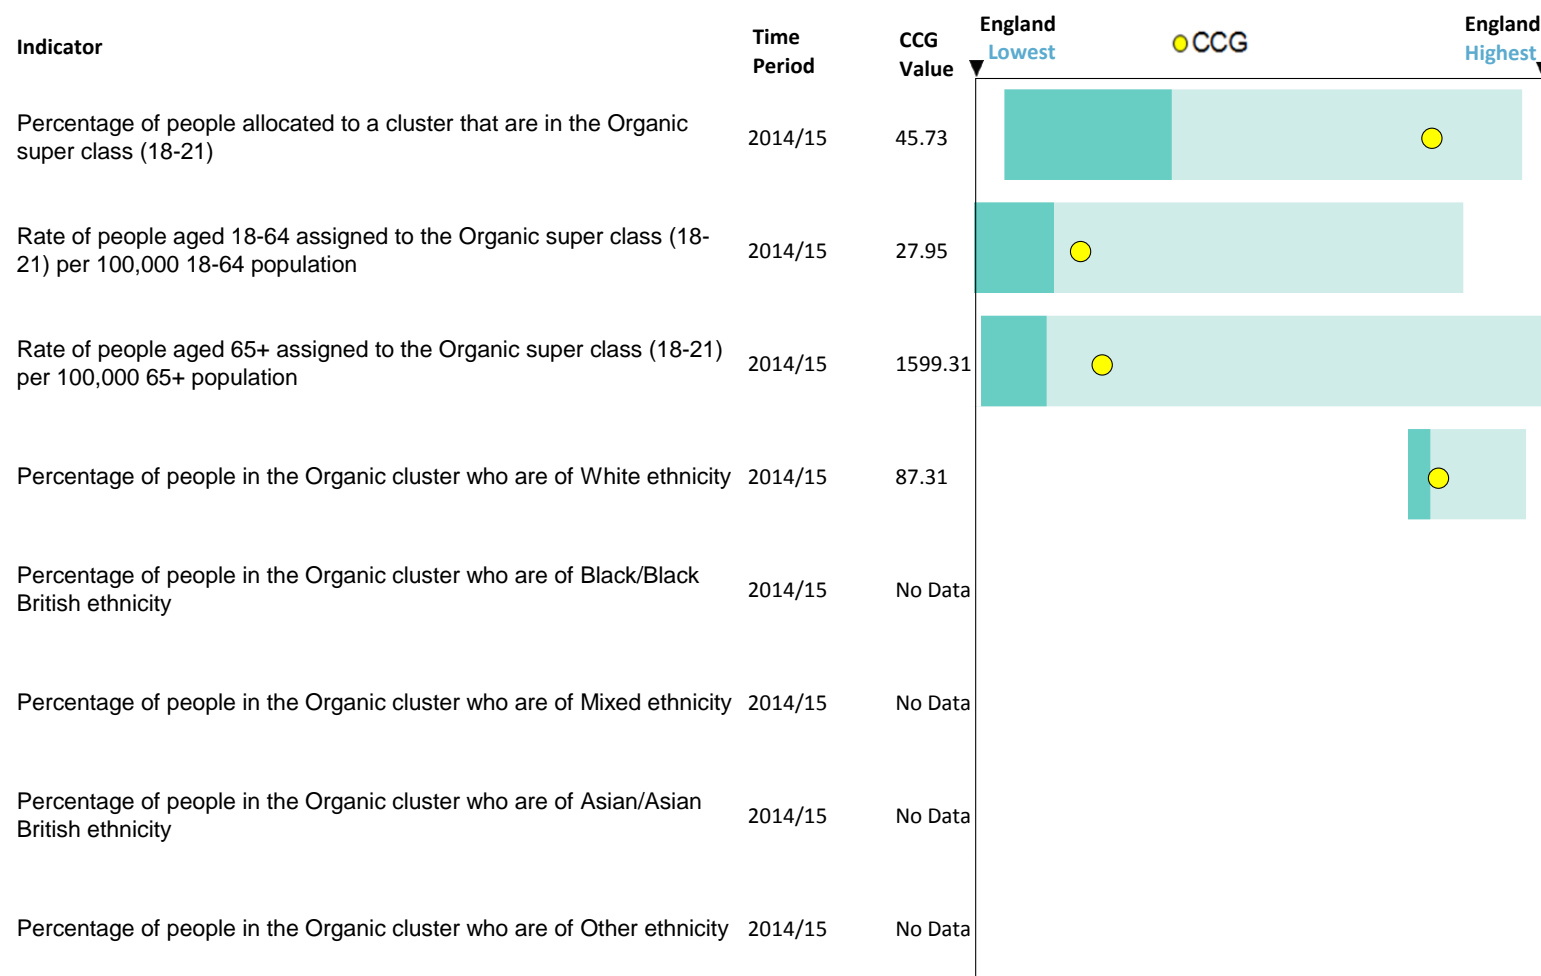 Indicator
Time
Period
CCG
Value
England
Lowest
CCG
England
Highest
Percentage of people allocated to a cluster that are in the Organic
super class (18-21)
2014/15
45.73
Rate of people aged 18-64 assigned to the Organic super class (18-
21) per 100,000 18-64 population
2014/15
27.95
Rate of people aged 65+ assigned to the Organic super class (18-21)
per 100,000 65+ population
2014/15
1599.31
Percentage of people in the Organic cluster who are of White ethnicity
2014/15
87.31
Percentage of people in the Organic cluster who are of Black/Black
British ethnicity
2014/15
No Data
Percentage of people in the Organic cluster who are of Mixed ethnicity
2014/15
No Data
Percentage of people in the Organic cluster who are of Asian/Asian
British ethnicity
2014/15
No Data
Percentage of people in the Organic cluster who are of Other ethnicity
2014/15
No Data